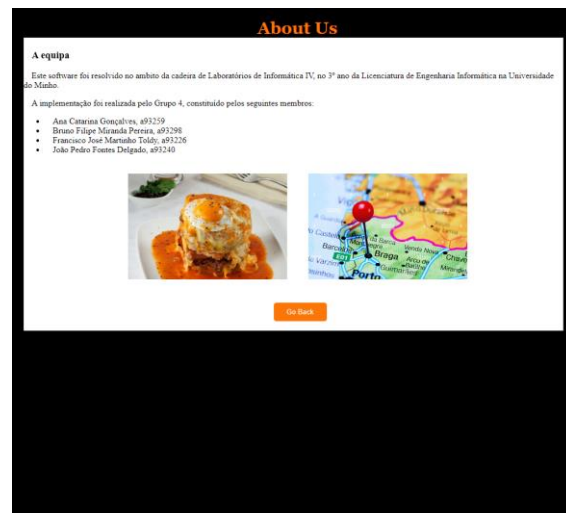 About Us
A equipa
Este software foi resolvido no ambito da cadeira de Laboratórios de Informática IV, no 3º ano da Licenciatura de Engenharia Informática na Universidade
do Minho.
A implementação foi realizada pelo Grupo 4, constituido pelos seguintes membros:
• Ana Catarina Gonçalves, a93259
• Bruno Filipe Miranda Pereira, a93298
• Francisco José Martinho Toldy, a93226
• João Pedro Fontes Delgado, a93240
Braga
Porto
Go Back